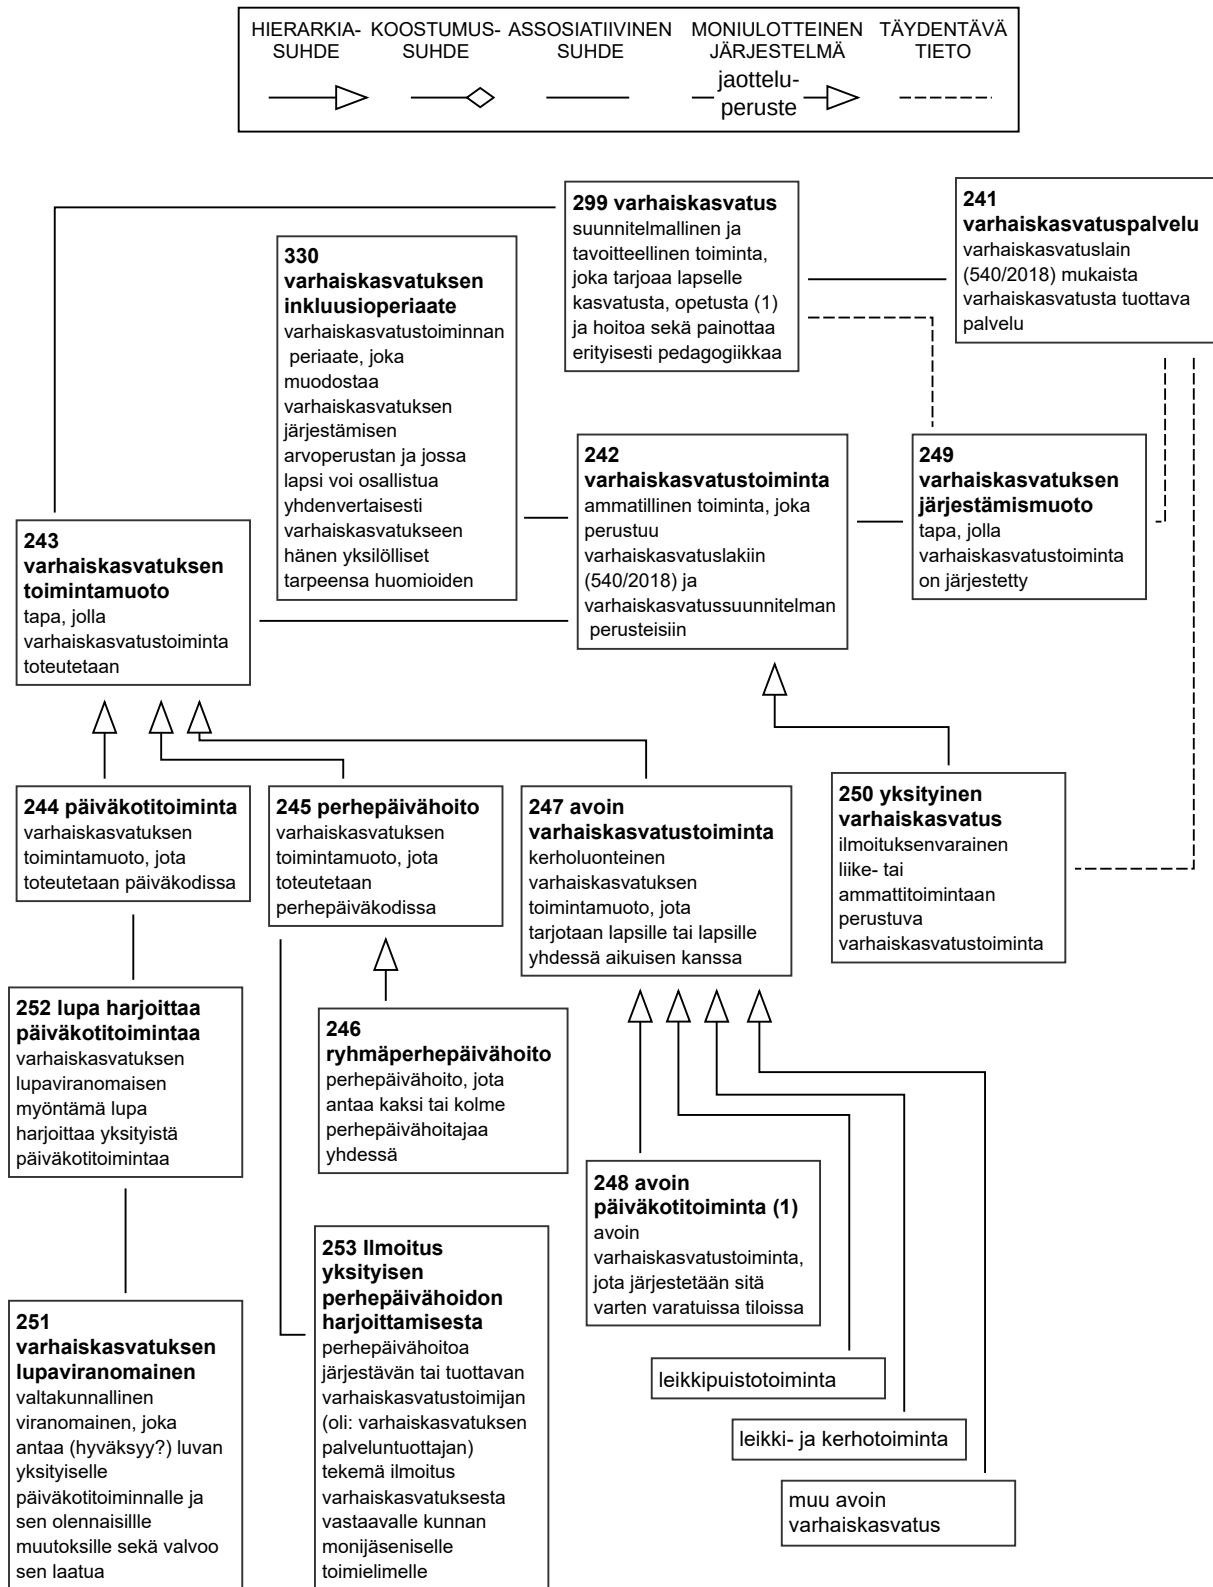 HIERARKIA-
SUHDE
KOOSTUMUS-
SUHDE
ASSOSIATIIVINEN
SUHDE
MONIULOTTEINEN
JÄRJESTELMÄ
jaottelu-
peruste
TÄYDENTÄVÄ
TIETO
299 varhaiskasvatus
suunnitelmallinen ja
tavoitteellinen toiminta,
joka tarjoaa lapselle
kasvatusta, opetusta (1)
ja hoitoa sekä painottaa
erityisesti pedagogiikkaa
241
varhaiskasvatuspalvelu
varhaiskasvatuslain
(540/2018) mukaista
varhaiskasvatusta tuottava
palvelu
330
varhaiskasvatuksen
inkluusioperiaate
varhaiskasvatustoiminnan
periaate, joka
muodostaa
varhaiskasvatuksen
järjestämisen
arvoperustan ja jossa
lapsi voi osallistua
yhdenvertaisesti
varhaiskasvatukseen
hänen yksilölliset
tarpeensa huomioiden
242
varhaiskasvatustoiminta
ammatillinen toiminta, joka
perustuu
varhaiskasvatuslakiin
(540/2018) ja
varhaiskasvatussuunnitelman
perusteisiin
249
varhaiskasvatuksen
järjestämismuoto
tapa, jolla
varhaiskasvatustoiminta
on järjestetty
243
varhaiskasvatuksen
toimintamuoto
tapa, jolla
varhaiskasvatustoiminta
toteutetaan
244 päiväkotitoiminta
varhaiskasvatuksen
toimintamuoto, jota
toteutetaan päiväkodissa
245 perhepäivähoito
varhaiskasvatuksen
toimintamuoto, jota
toteutetaan
perhepäiväkodissa
247 avoin
varhaiskasvatustoiminta
kerholuonteinen
varhaiskasvatuksen
toimintamuoto, jota
tarjotaan lapsille tai lapsille
yhdessä aikuisen kanssa
250 yksityinen
varhaiskasvatus
ilmoituksenvarainen
liike- tai
ammattitoimintaan
perustuva
varhaiskasvatustoiminta
252 lupa harjoittaa
päiväkotitoimintaa
varhaiskasvatuksen
lupaviranomaisen
myöntämä lupa
harjoittaa yksityistä
päiväkotitoimintaa
246
ryhmäperhepäivähoito
perhepäivähoito, jota
antaa kaksi tai kolme
perhepäivähoitajaa
yhdessä
248 avoin
päiväkotitoiminta (1)
avoin
varhaiskasvatustoiminta,
jota järjestetään sitä
varten varatuissa tiloissa
253 Ilmoitus
yksityisen
perhepäivähoidon
harjoittamisesta
perhepäivähoitoa
järjestävän tai tuottavan
varhaiskasvatustoimijan
(oli: varhaiskasvatuksen
palveluntuottajan)
tekemä ilmoitus
varhaiskasvatuksesta
vastaavalle kunnan
monijäseniselle
toimielimelle
251
varhaiskasvatuksen
lupaviranomainen
valtakunnallinen
viranomainen, joka
antaa (hyväksyy?) luvan
yksityiselle
päiväkotitoiminnalle ja
sen olennaisillle
muutoksille sekä valvoo
sen laatua
leikkipuistotoiminta
leikki- ja kerhotoiminta
muu avoin
varhaiskasvatus